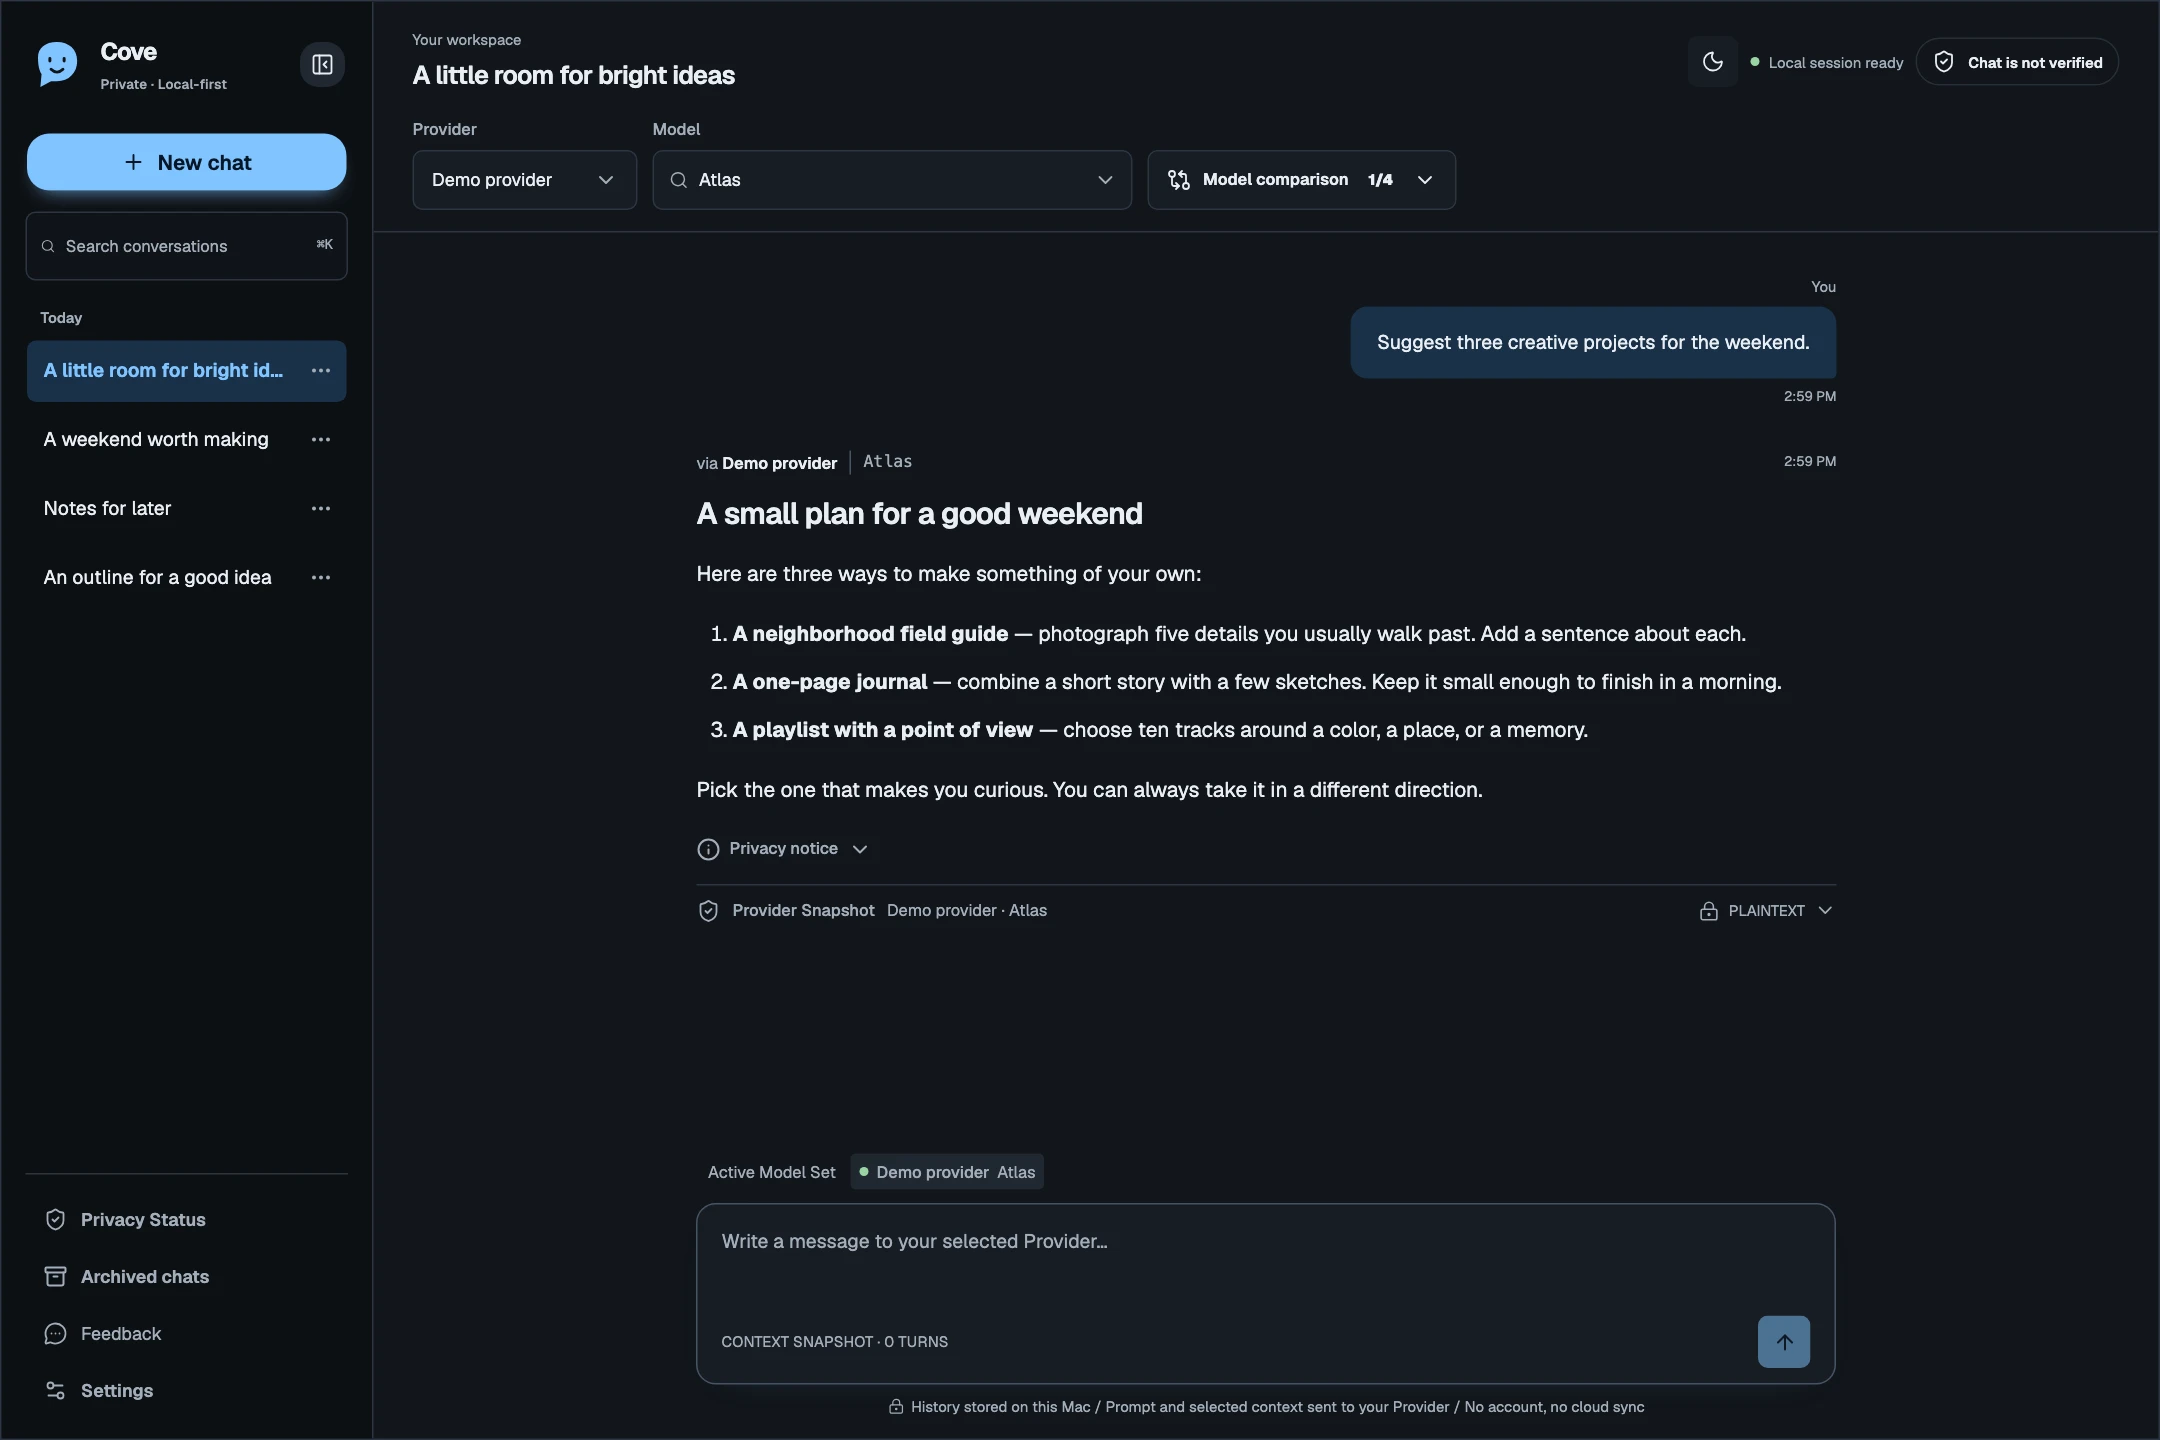 Cove
Private · Local-first
New chat
Search conversations ⌘K
Today
A little room for bright id...
A weekend worth making
Notes for later
An outline for a good idea
Privacy Status
Archived chats
Feedback
Settings
Your workspace
A little room for bright ideas
Local session ready
Chat is not verified
Provider
Model
Demo provider
Atlas
Model comparison 1/4
You
Suggest three creative projects for the weekend.
2:59 PM
via Demo provider Atlas 2:59 PM
A small plan for a good weekend
Here are three ways to make something of your own:
1. A neighborhood field guide — photograph five details you usually walk past. Add a sentence about each.
2. A one-page journal — combine a short story with a few sketches. Keep it small enough to finish in a morning.
3. A playlist with a point of view — choose ten tracks around a color, a place, or a memory.
Pick the one that makes you curious. You can always take it in a different direction.
Privacy notice
Provider Snapshot Demo provider · Atlas PLAINTEXT
Active Model Set Demo provider Atlas
Write a message to your selected Provider...
CONTEXT SNAPSHOT · 0 TURNS
History stored on this Mac / Prompt and selected context sent to your Provider / No account, no cloud sync